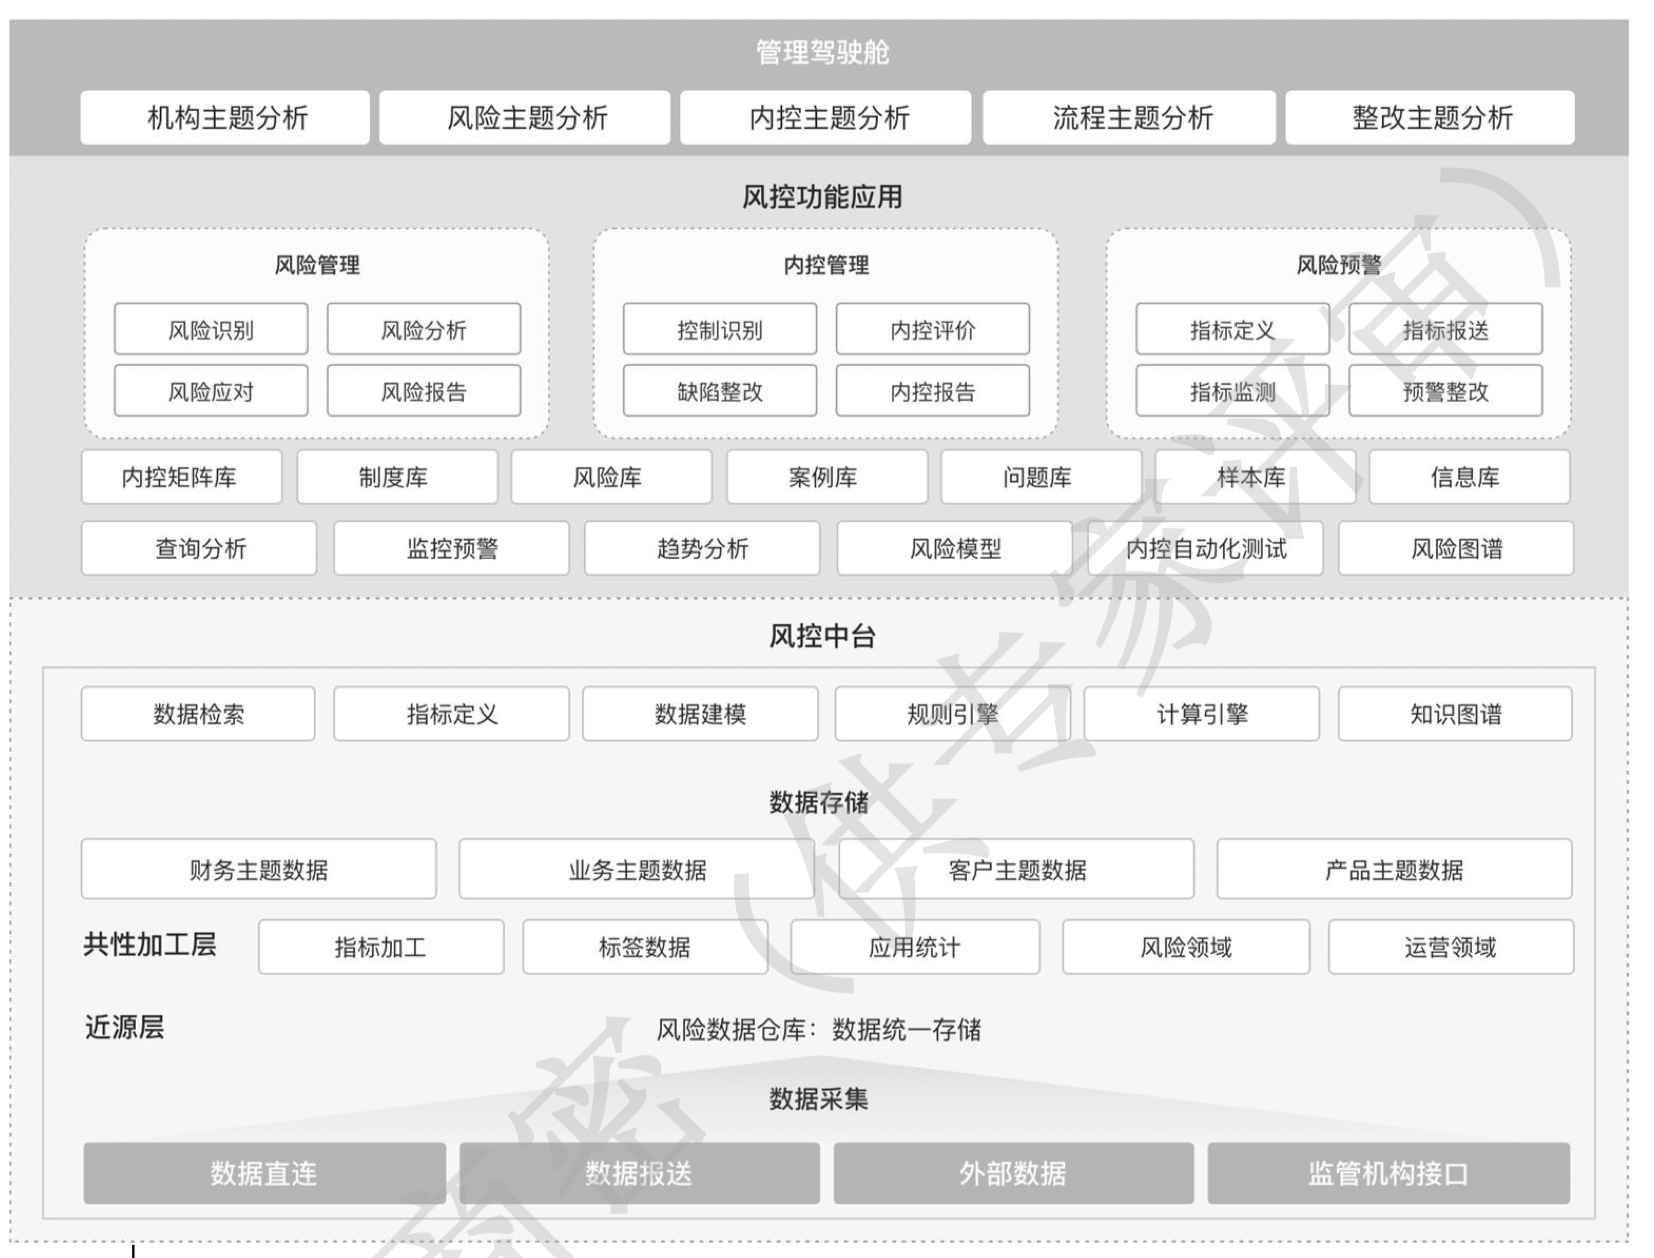 管理驾驶舱
机构主题分析 风险主题分析 内控主题分析 流程主题分析 整改主题分析
风控功能应用
风险管理 内控管理 风险预警
风险识别 风险分析 控制识别 内控评价 指标定义 指标报送
风险应对 风险报告 缺陷整改 内控报告 指标监测 预警整改
内控矩阵库 制度库 风险库 案例库 问题库 样本库 信息库
查询分析 监控预警 趋势分析 风险模型 内控自动化测试 风险图谱
风控中台
数据检索 指标定义 数据建模 规则引擎 计算引擎 知识图谱
数据存储
财务主题数据 业务主题数据 客户主题数据 产品主题数据
共性加工层 指标加工 标签数据 应用统计 风险领域 运营领域
近源层 风险数据仓库：数据统一存储
数据采集
数据直连 数据报送 外部数据 监管机构接口
商密（供专家评审）